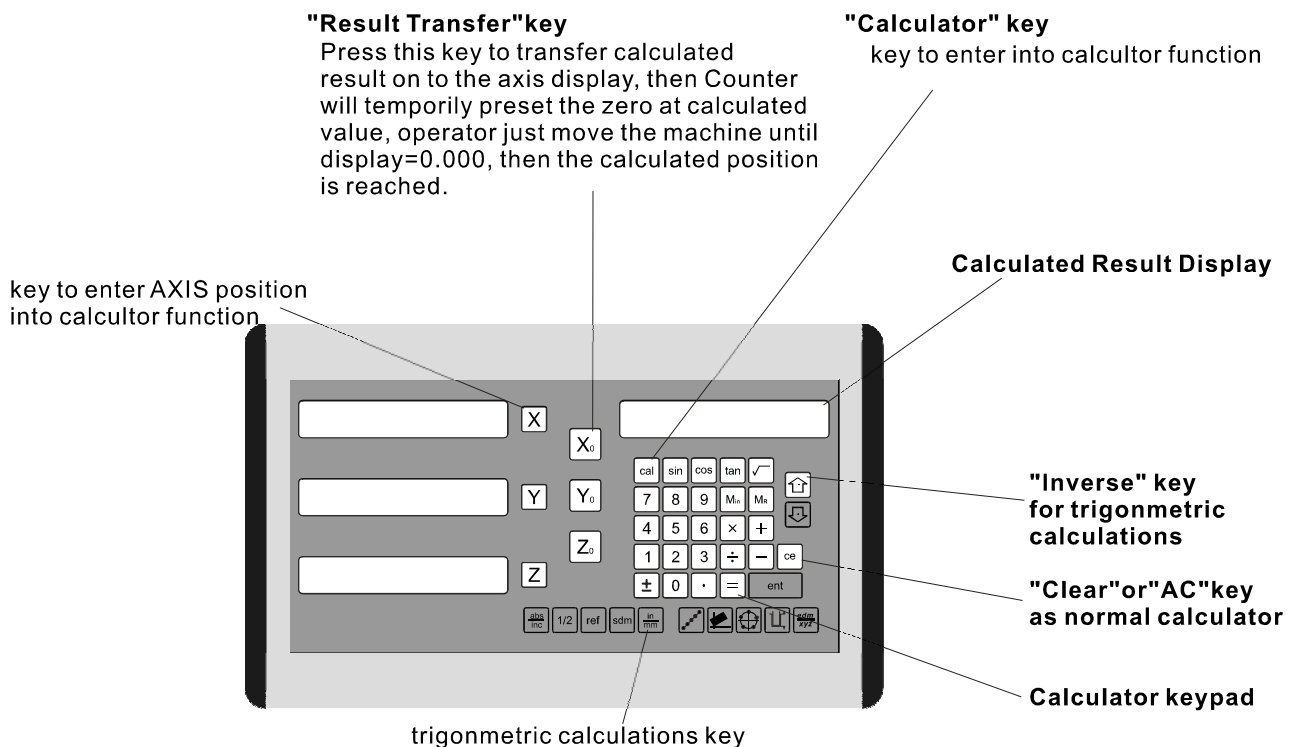 "Result Transfer"key
Press this key to transfer calculated
result on to the axis display, then Counter
will temporily preset the zero at calculated
value, operator just move the machine until
display=0.000, then the calculated position
is reached.
"Calculator" key
key to enter into calcultor function
Calculated Result Display
key to enter AXIS position
into calcultor function
X
X0
Y
Y0
Z0
Z
cal sin cos tan √
7 8 9 Min MR
4 5 6 × +
1 2 3 ÷ − ce
± 0 · = ent
abs
inc
1/2 ref sdm
in
mm
edm
xyz
"Inverse" key
for trigonmetric
calculations
"Clear"or"AC"key
as normal calculator
Calculator keypad
trigonmetric calculations key